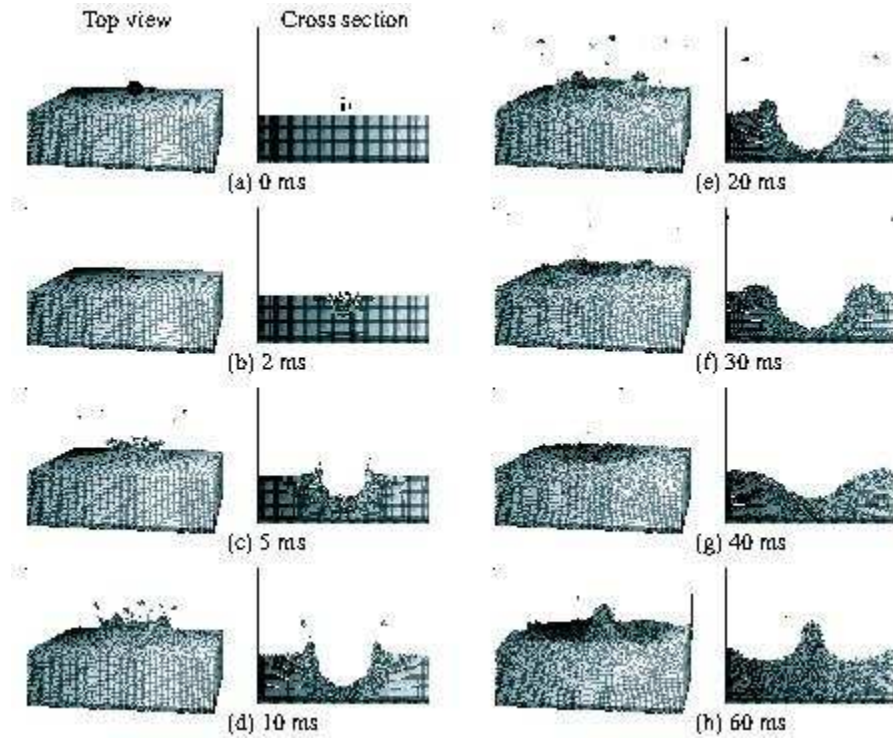 Top view Cross section
(a) 0 ms
(b) 2 ms
(c) 5 ms
(d) 10 ms
(e) 20 ms
(f) 30 ms
(g) 40 ms
(h) 60 ms